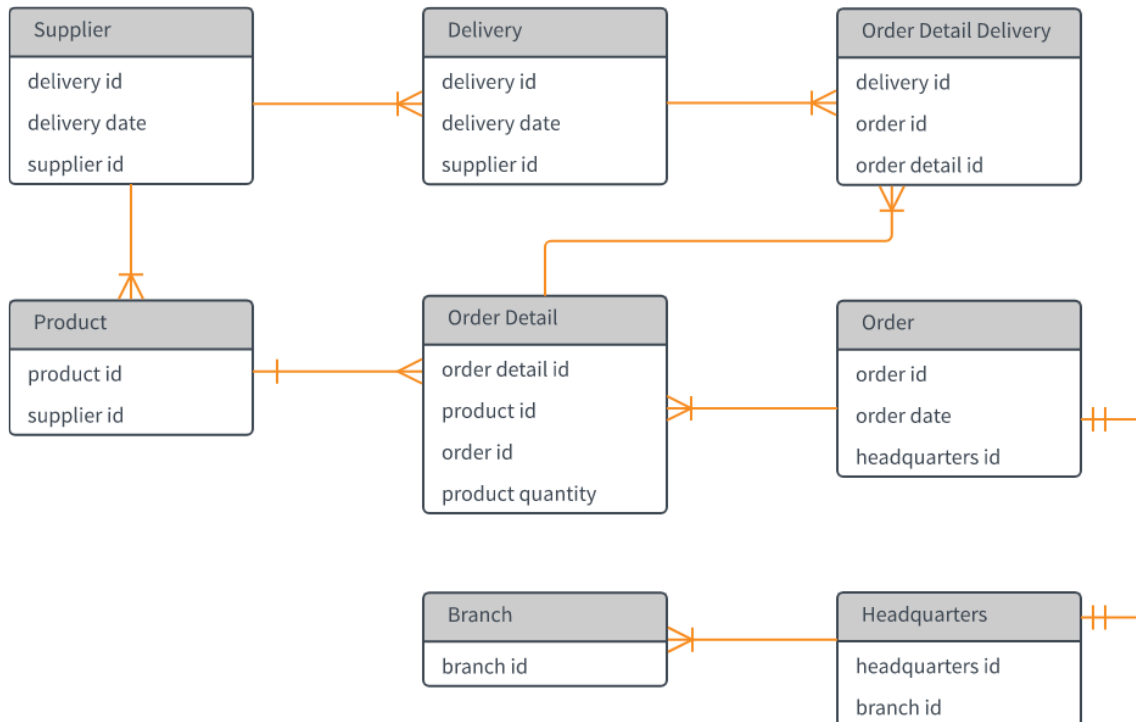 Supplier
delivery id
delivery date
supplier id
Delivery
delivery id
delivery date
supplier id
Order Detail Delivery
delivery id
order id
order detail id
Product
product id
supplier id
Order Detail
order detail id
product id
order id
product quantity
Order
order id
order date
headquarters id
Branch
branch id
Headquarters
headquarters id
branch id